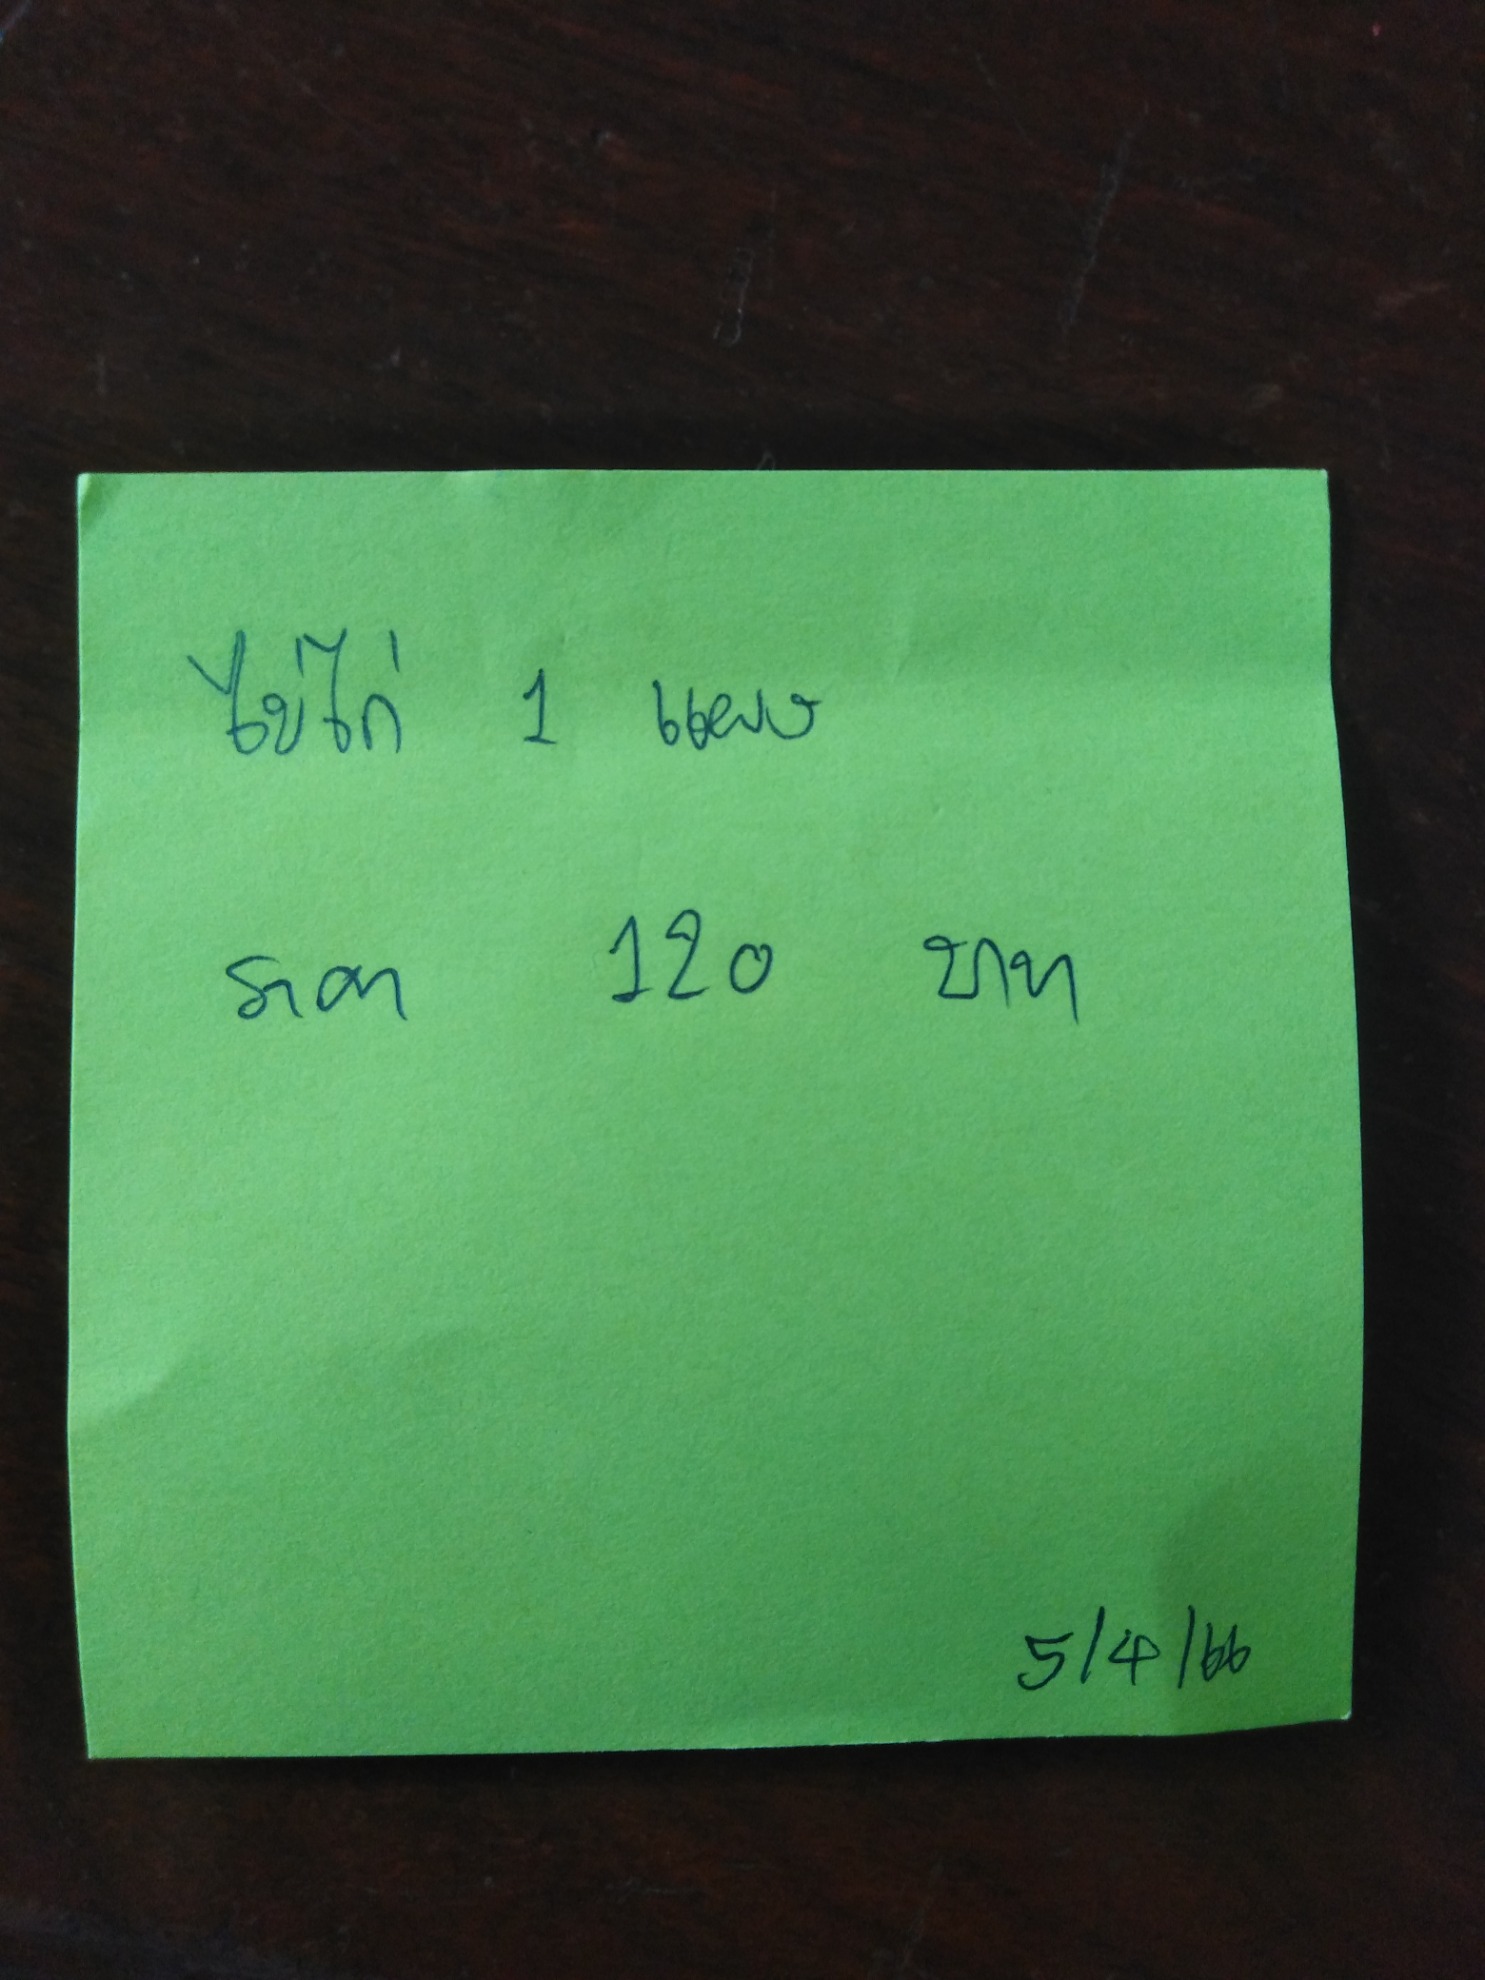 ไข่ไก่ 1 แผง
ราคา 120 บาท
5/4/66